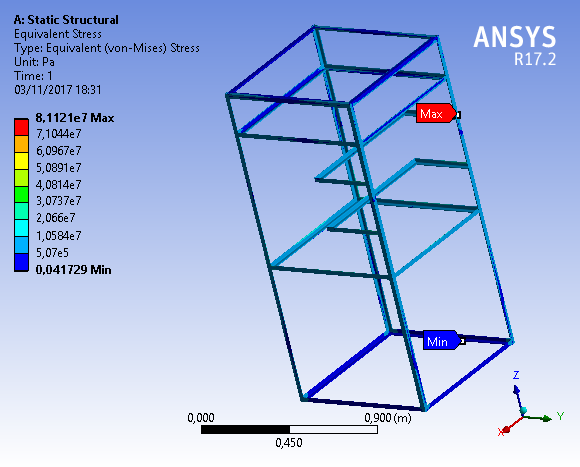 A: Static Structural
Equivalent Stress
Type: Equivalent (von-Mises) Stress
Unit: Pa
Time: 1
03/11/2017 18:31
ANSYS
R17.2
8,1121e7 Max
7,1044e7
6,0967e7
5,0891e7
4,0814e7
3,0737e7
2,066e7
1,0584e7
5,07e5
0,041729 Min
Max
Min
0,000
0,900 (m)
0,450
Z
Y
X